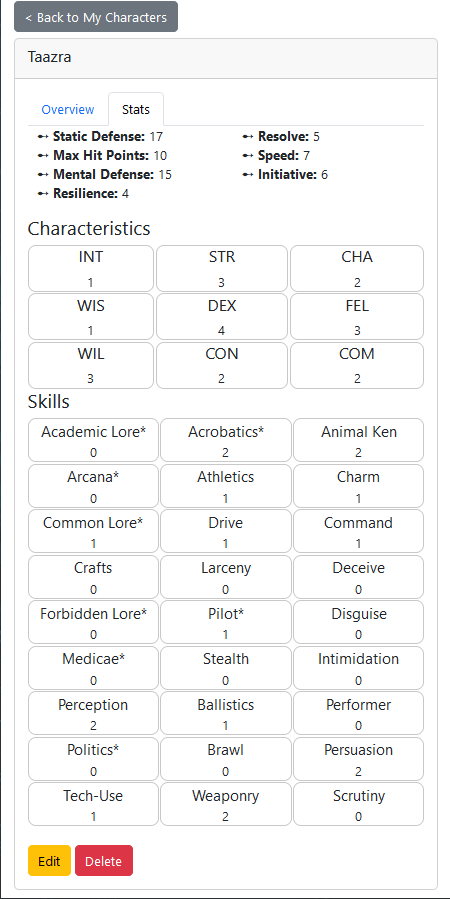 < Back to My Characters
Taazra
Overview Stats
➻ Static Defense: 17 ➻ Resolve: 5
➻ Max Hit Points: 10 ➻ Speed: 7
➻ Mental Defense: 15 ➻ Initiative: 6
➻ Resilience: 4
Characteristics
INT STR CHA
1 3 2
WIS DEX FEL
1 4 3
WIL CON COM
3 2 2
Skills
Academic Lore* Acrobatics* Animal Ken
0 2 2
Arcana* Athletics Charm
0 1 1
Common Lore* Drive Command
1 1 1
Crafts Larceny Deceive
0 0 0
Forbidden Lore* Pilot* Disguise
0 1 0
Medicae* Stealth Intimidation
0 0 0
Perception Ballistics Performer
2 1 0
Politics* Brawl Persuasion
0 0 2
Tech-Use Weaponry Scrutiny
1 2 0
Edit Delete